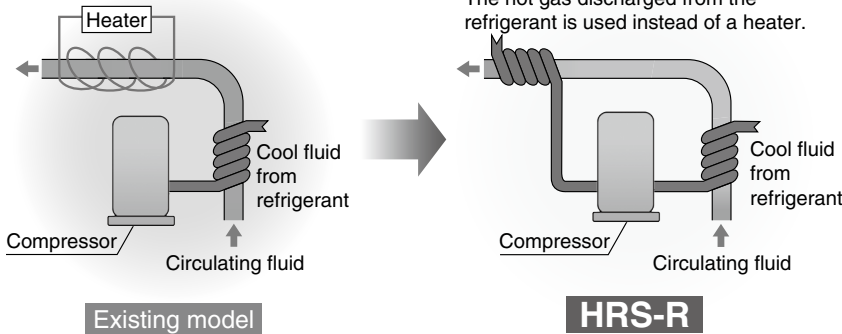 Heater
Cool fluid
from
refrigerant
Compressor
Circulating fluid
Existing model
The hot gas discharged from the
refrigerant is used instead of a heater.
Cool fluid
from
refrigerant
Compressor
Circulating fluid
HRS-R